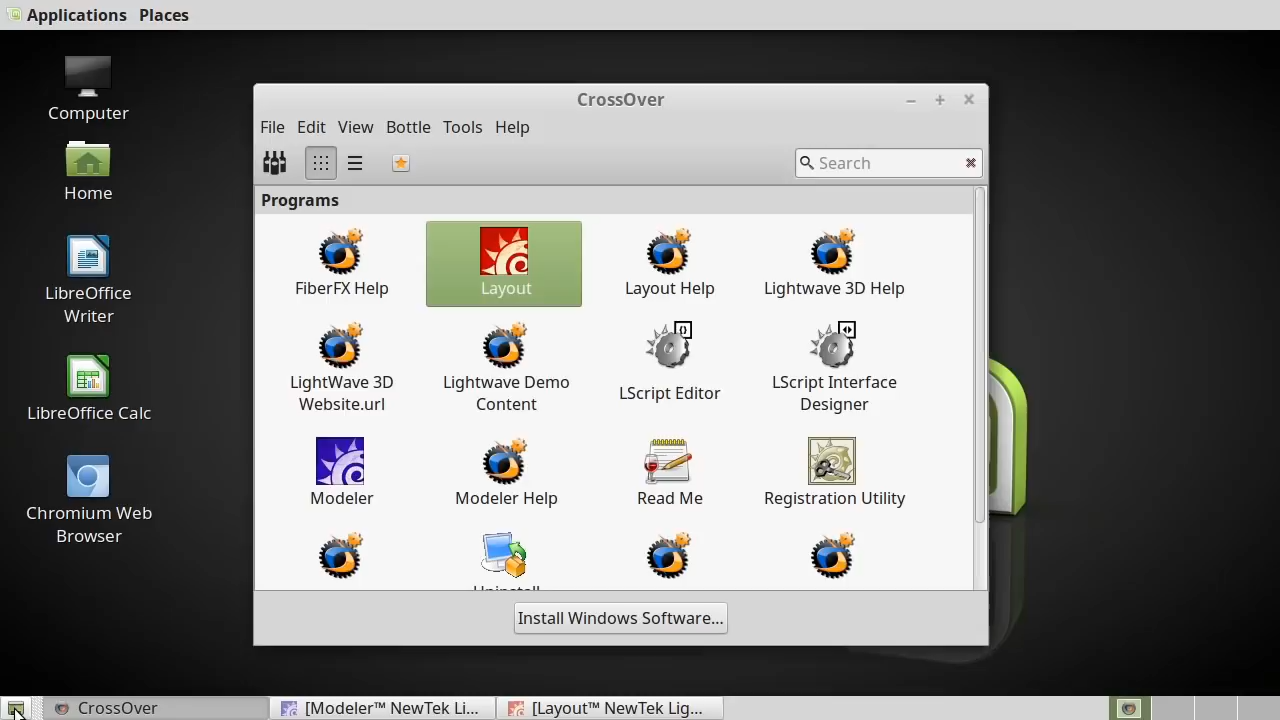 Applications Places
Computer
Home
LibreOffice
Writer
LibreOffice Calc
Chromium Web
Browser
CrossOver
File Edit View Bottle Tools Help
Search
Programs
FiberFX Help
Layout
Layout Help
Lightwave 3D Help
LightWave 3D
Website.url
Lightwave Demo
Content
LScript Editor
LScript Interface
Designer
Modeler
Modeler Help
Read Me
Registration Utility
Install Windows Software...
CrossOver
[Modeler™ NewTek Li...
[Layout™ NewTek Lig...